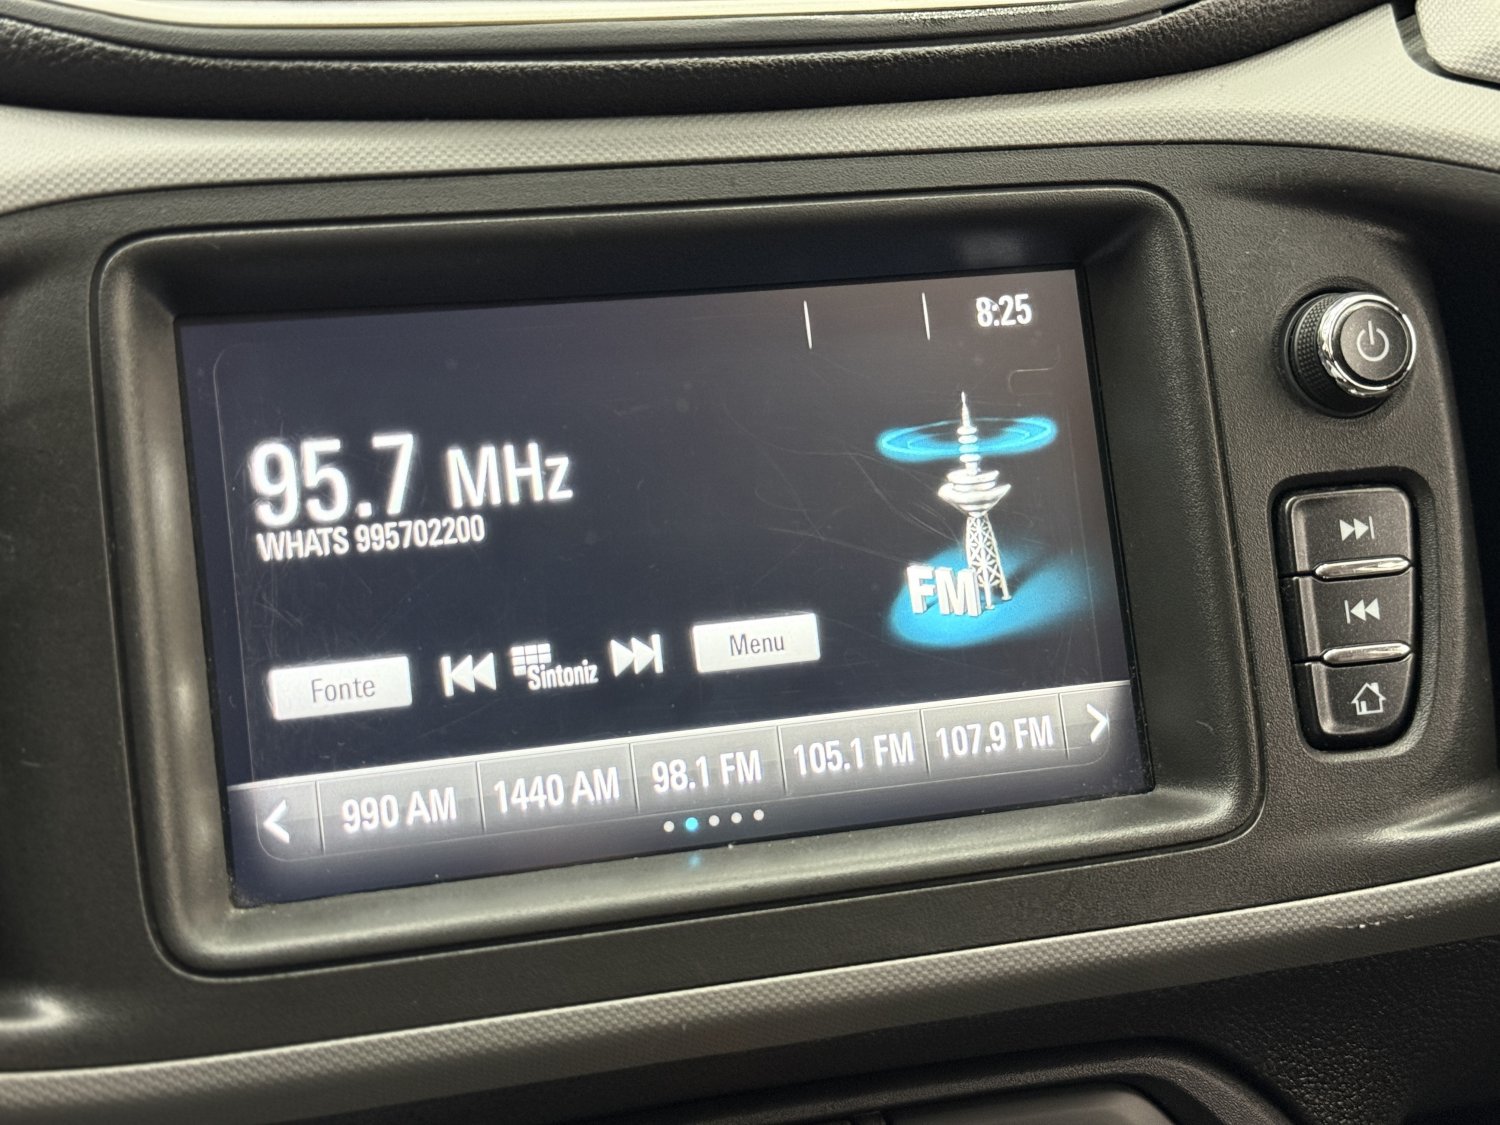 8:25
95.7 MHz
WHATS 995702200
FM
Fonte
Sintoniz
Menu
990 AM
1440 AM
98.1 FM
105.1 FM
107.9 FM